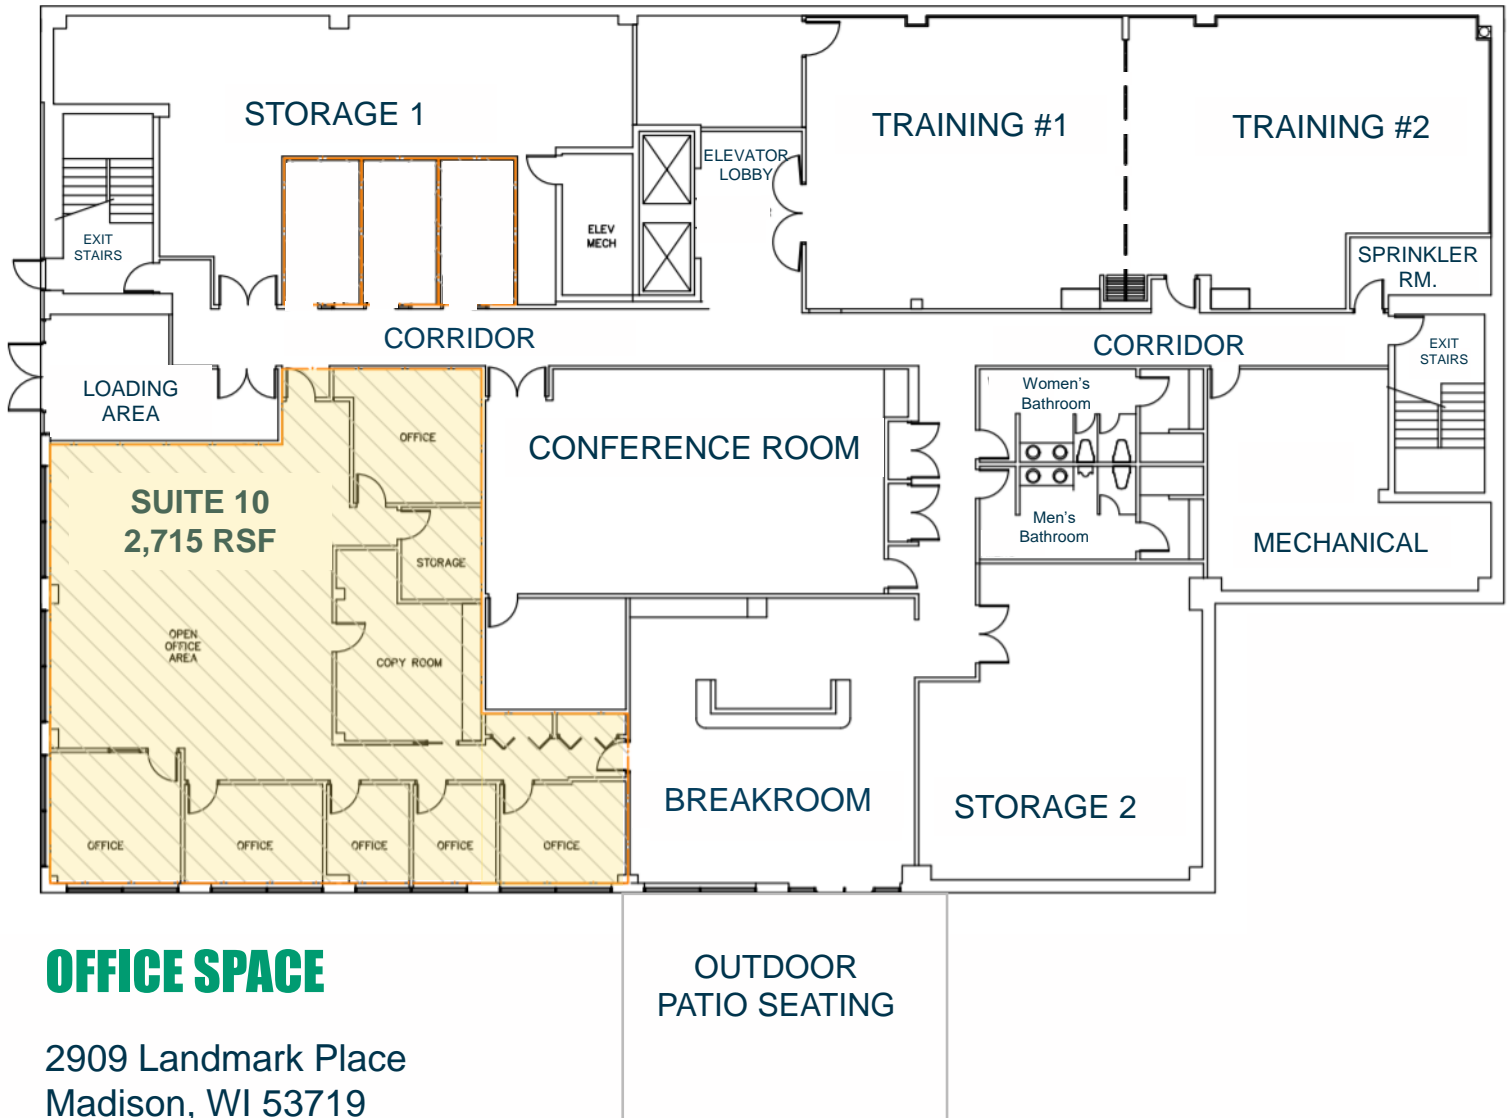 STORAGE 1
TRAINING #1
TRAINING #2
ELEVATOR
LOBBY
ELEV
MECH
EXIT
STAIRS
SPRINKLER
RM.
CORRIDOR
CORRIDOR
EXIT
STAIRS
LOADING
AREA
Women's
Bathroom
OFFICE
CONFERENCE ROOM
SUITE 10
2,715 RSF
Men's
Bathroom
MECHANICAL
STORAGE
OPEN
OFFICE
AREA
COPY ROOM
BREAKROOM
STORAGE 2
OFFICE
OFFICE
OFFICE
OFFICE
OFFICE
OFFICE SPACE
OUTDOOR
PATIO SEATING
2909 Landmark Place
Madison, WI 53719